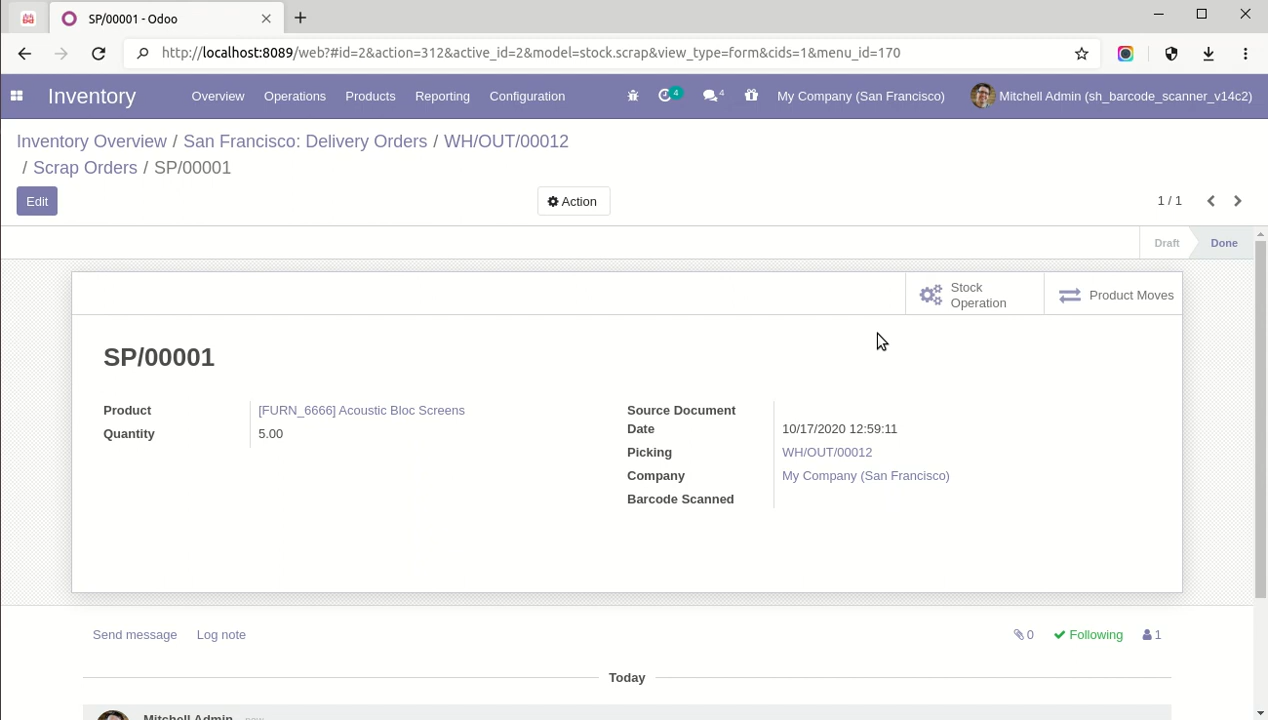 SP/00001 - Odoo
http://localhost:8089/web?#id=2&action=312&active_id=2&model=stock.scrap&view_type=form&cids=1&menu_id=170
Inventory Overview Operations Products Reporting Configuration 4 4 My Company (San Francisco) Mitchell Admin (sh_barcode_scanner_v14c2)
Inventory Overview / San Francisco: Delivery Orders / WH/OUT/00012
/ Scrap Orders / SP/00001
Edit Action 1 / 1
Draft Done
Stock
Operation
Product Moves
SP/00001
Product [FURN_6666] Acoustic Bloc Screens
Quantity 5.00
Source Document
Date 10/17/2020 12:59:11
Picking WH/OUT/00012
Company My Company (San Francisco)
Barcode Scanned
Send message Log note 0 Following 1
Today
Mitchell Admin - now